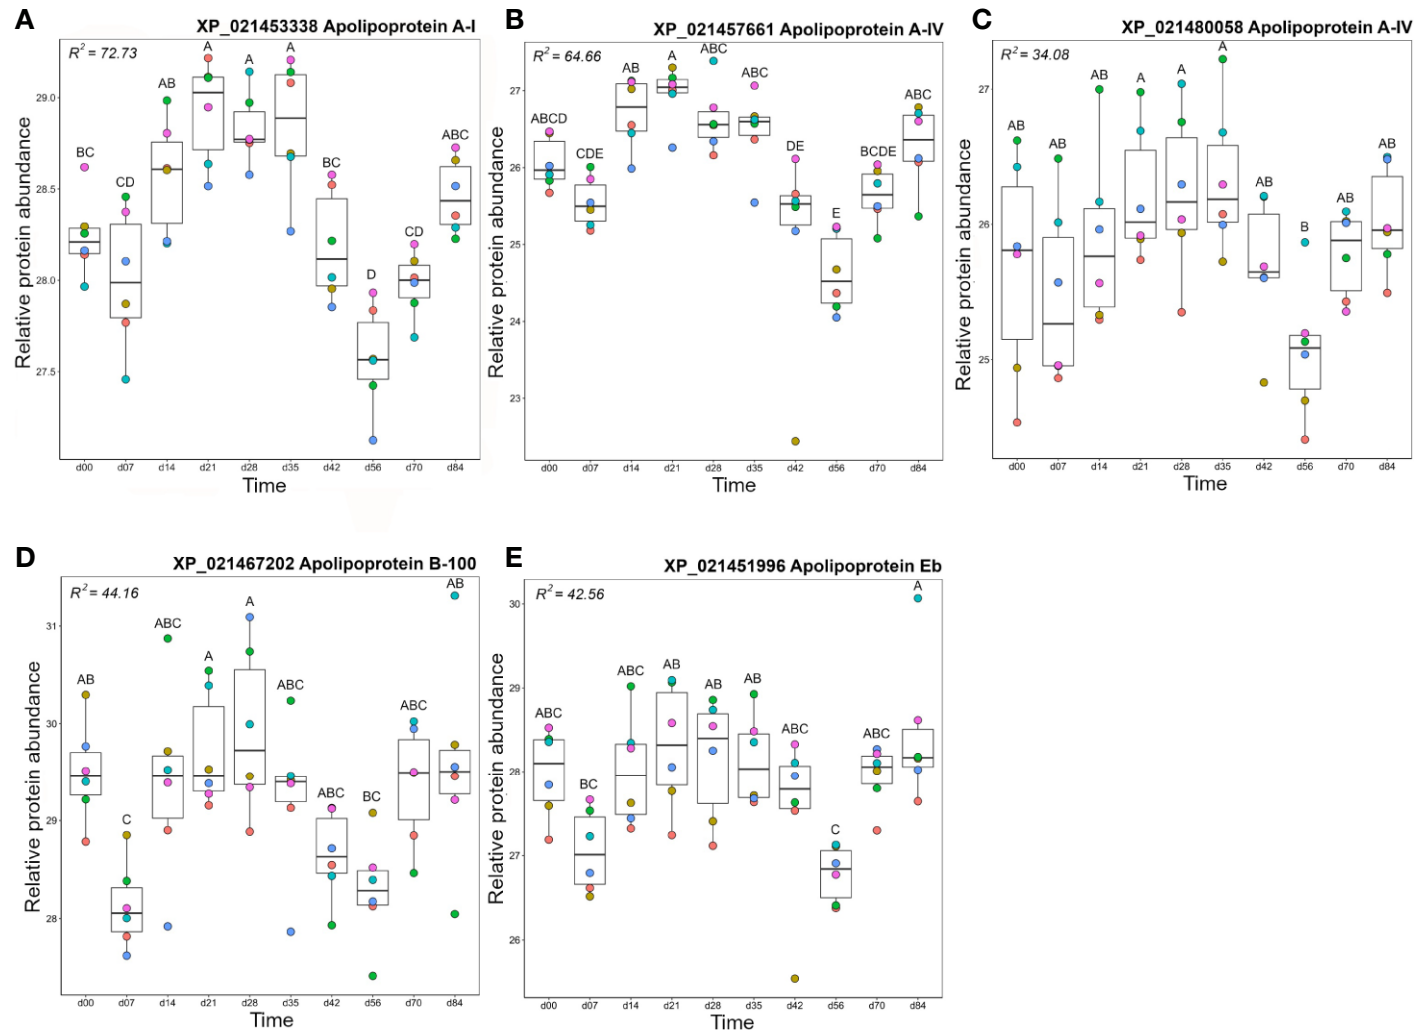 A
XP_021453338 Apolipoprotein A-I
R² = 72.73
Relative protein abundance
29.0
28.5
28.0
27.5
BC
CD
AB
A
A
A
BC
D
CD
ABC
d00 d07 d14 d21 d28 d35 d42 d56 d70 d84
Time
B
XP_021457661 Apolipoprotein A-IV
R² = 64.66
Relative protein abundance
27
26
25
24
23
ABCD
CDE
AB
A
ABC
ABC
DE
E
BCDE
ABC
d00 d07 d14 d21 d28 d35 d42 d56 d70 d84
Time
C
XP_021480058 Apolipoprotein A-IV
R² = 34.08
Relative protein abundance
27
26
25
AB
AB
AB
A
A
A
AB
B
AB
AB
d00 d07 d14 d21 d28 d35 d42 d56 d70 d84
Time
D
XP_021467202 Apolipoprotein B-100
R² = 44.16
Relative protein abundance
31
30
29
28
AB
C
ABC
A
A
ABC
ABC
BC
ABC
AB
d00 d07 d14 d21 d28 d35 d42 d56 d70 d84
Time
E
XP_021451996 Apolipoprotein Eb
R² = 42.56
Relative protein abundance
30
29
28
27
26
ABC
BC
ABC
AB
AB
AB
ABC
C
ABC
A
d00 d07 d14 d21 d28 d35 d42 d56 d70 d84
Time